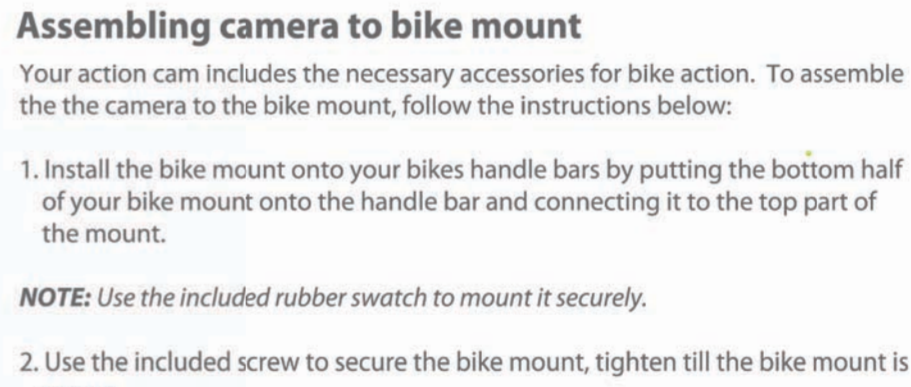 Assembling camera to bike mount
Your action cam includes the necessary accessories for bike action.  To assemble
the the camera to the bike mount, follow the instructions below:
1. Install the bike mount onto your bikes handle bars by putting the bottom half
of your bike mount onto the handle bar and connecting it to the top part of
the mount.
NOTE: Use the included rubber swatch to mount it securely.
2. Use the included screw to secure the bike mount, tighten till the bike mount is